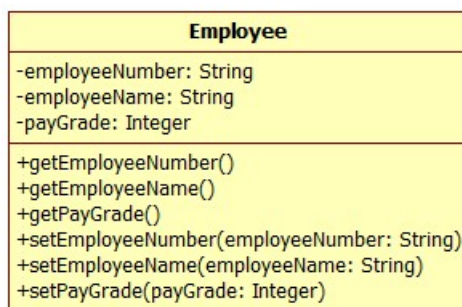 Employee
-employeeNumber: String
-employeeName: String
-payGrade: Integer
+getEmployeeNumber()
+getEmployeeName()
+getPayGrade()
+setEmployeeNumber(employeeNumber: String)
+setEmployeeName(employeeName: String)
+setPayGrade(payGrade: Integer)